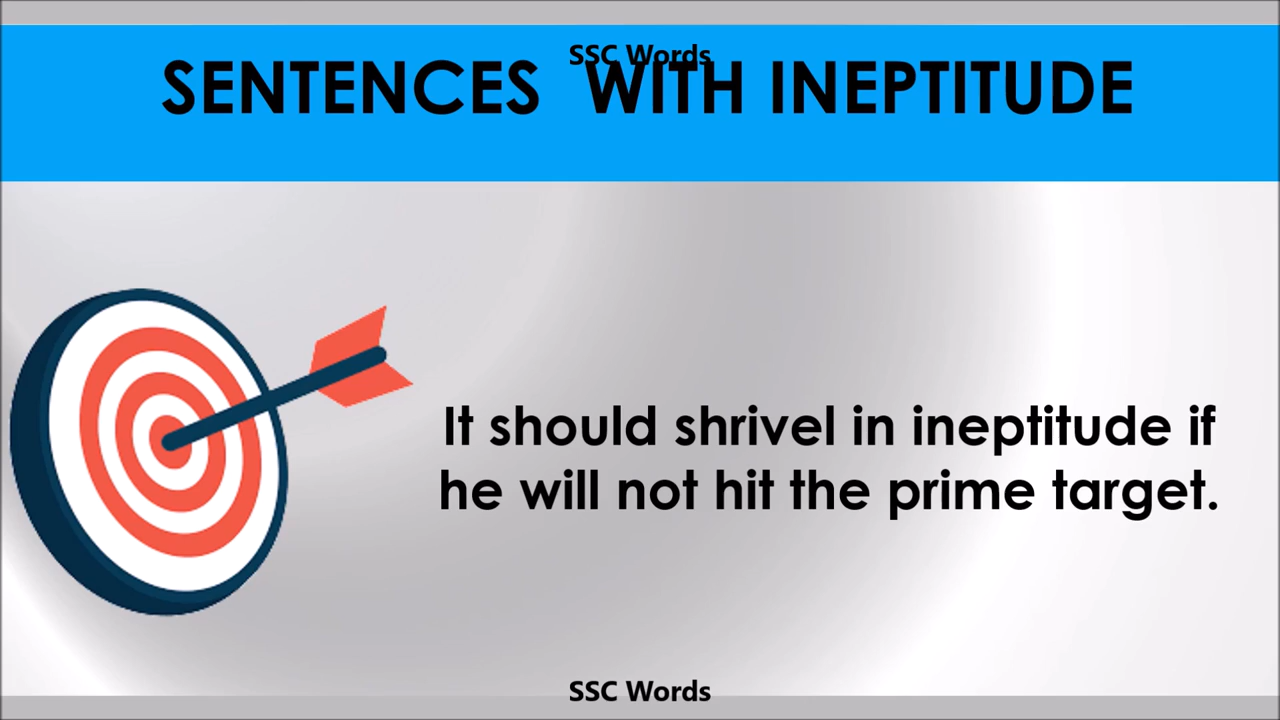 SSC Words
SENTENCES WITH INEPTITUDE
It should shrivel in ineptitude if
he will not hit the prime target.
SSC Words